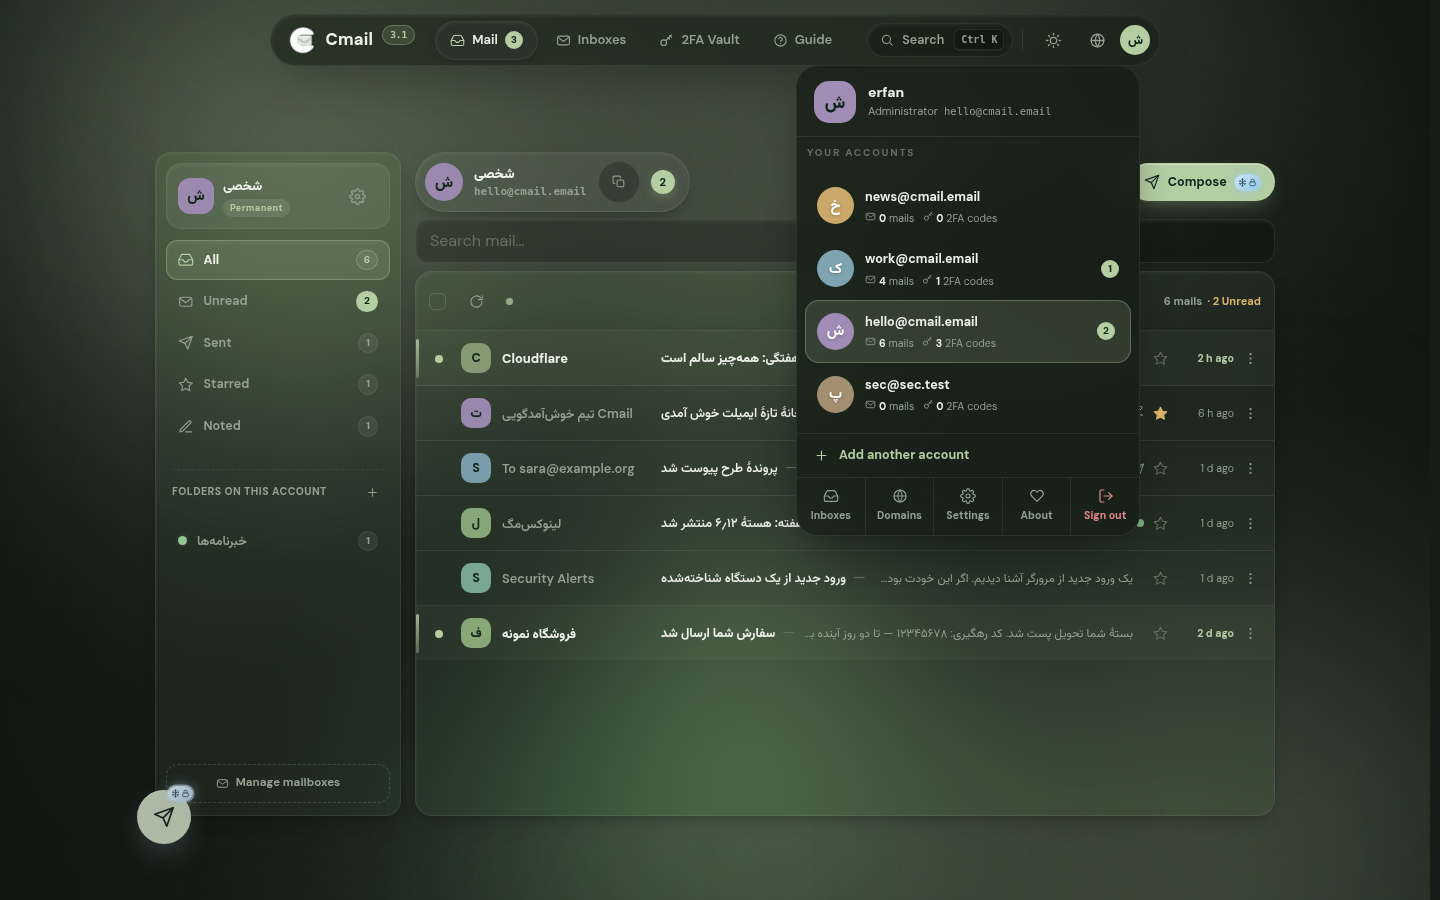 Cmail 3.1
Mail 3
Inboxes
2FA Vault
Guide
Search Ctrl K
ش
ش
erfan
Administrator hello@cmail.email
YOUR ACCOUNTS
خ
news@cmail.email
0 mails 0 2FA codes
ک
work@cmail.email
4 mails 1 2FA codes
1
ش
hello@cmail.email
6 mails 3 2FA codes
2
پ
sec@sec.test
0 mails 0 2FA codes
Add another account
Inboxes
Domains
Settings
About
Sign out
ش
شخصی
Permanent
All 6
Unread 2
Sent 1
Starred 1
Noted 1
FOLDERS ON THIS ACCOUNT +
خبرنامه‌ها 1
Manage mailboxes
ش
شخصی
hello@cmail.email
2
Compose
Search mail...
6 mails · 2 Unread
C Cloudflare
همه‌چیز سالم است
2 h ago
ت تیم خوش‌آمدگویی Cmail
تازهٔ ایمیلت خوش آمدی
6 h ago
S To sara@example.org
پروندهٔ طرح پیوست شد —
1 d ago
ل لینوکس‌مگ
هستهٔ ۶٫۱۲ منتشر شد
1 d ago
S Security Alerts
ورود جدید از یک دستگاه شناخته‌شده —
یک ورود جدید از مرورگر آشنا دیدیم. اگر این خودت بود...
1 d ago
ف فروشگاه نمونه
سفارش شما ارسال شد —
بستهٔ شما تحویل پست شد. کد رهگیری: ۱۲۳۴۵۶۷۸ — تا دو روز آینده ب...
2 d ago